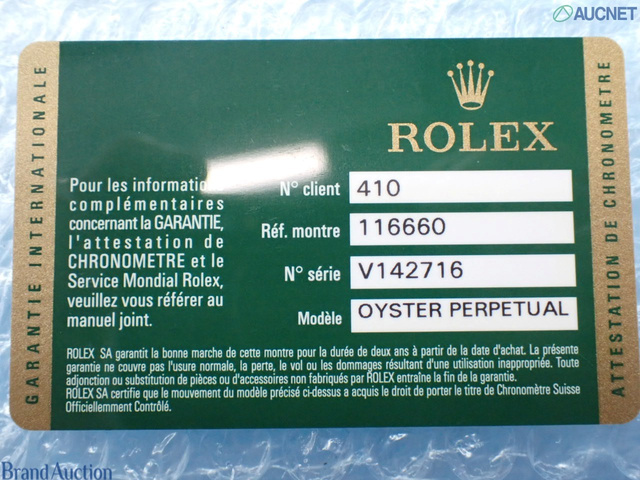 AUCNET
GARANTIE INTERNATIONALE
ROLEX
ATTESTATION DE CHRONOMETRE
Pour les informations
complémentaires
concernant la GARANTIE,
l'attestation de
CHRONOMETRE et le
Service Mondial Rolex,
veuillez vous référer au
manuel joint.
N° client 410
Réf. montre 116660
N° série V142716
Modèle OYSTER PERPETUAL
ROLEX SA garantit la bonne marche de cette montre pour la durée de deux ans à partir de la date d'achat. La présente
garantie ne couvre pas l'usure normale, la perte, le vol ou les dommages résultant d'une utilisation inappropriée. Toute
adjonction ou substitution de pièces ou d'accessoires non fabriqués par ROLEX entraîne la fin de la garantie.
ROLEX SA certifie que le mouvement du modèle précisé ci-dessus a acquis le droit de porter le titre de Chronomètre Suisse
Officiellement Contrôlé.
Brand Auction